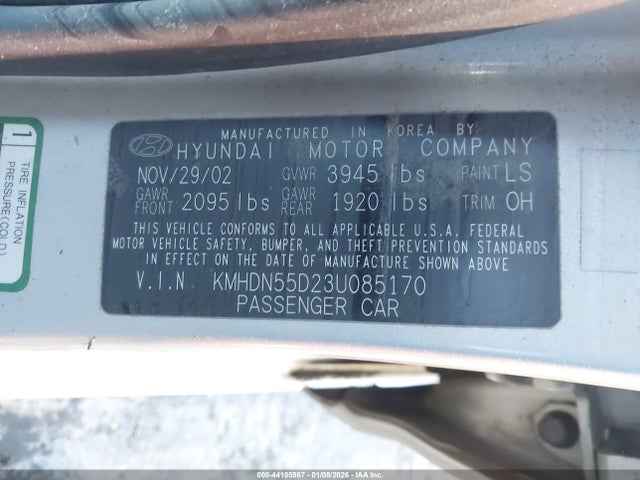 1
TIRE INFLATION
PRESSURE(COLD)
MANUFACTURED IN KOREA BY
HYUNDAI MOTOR COMPANY
NOV/29/02 GVWR 3945 lbs PAINT LS
GAWR FRONT 2095 lbs GAWR REAR 1920 lbs TRIM OH
THIS VEHICLE CONFORMS TO ALL APPLICABLE U.S.A. FEDERAL
MOTOR VEHICLE SAFETY, BUMPER, AND THEFT PREVENTION STANDARDS
IN EFFECT ON THE DATE OF MANUFACTURE SHOWN ABOVE
V.I.N KMHDN55D23U085170
PASSENGER CAR
000-44105987 - 01/08/2026 - IAAI.com